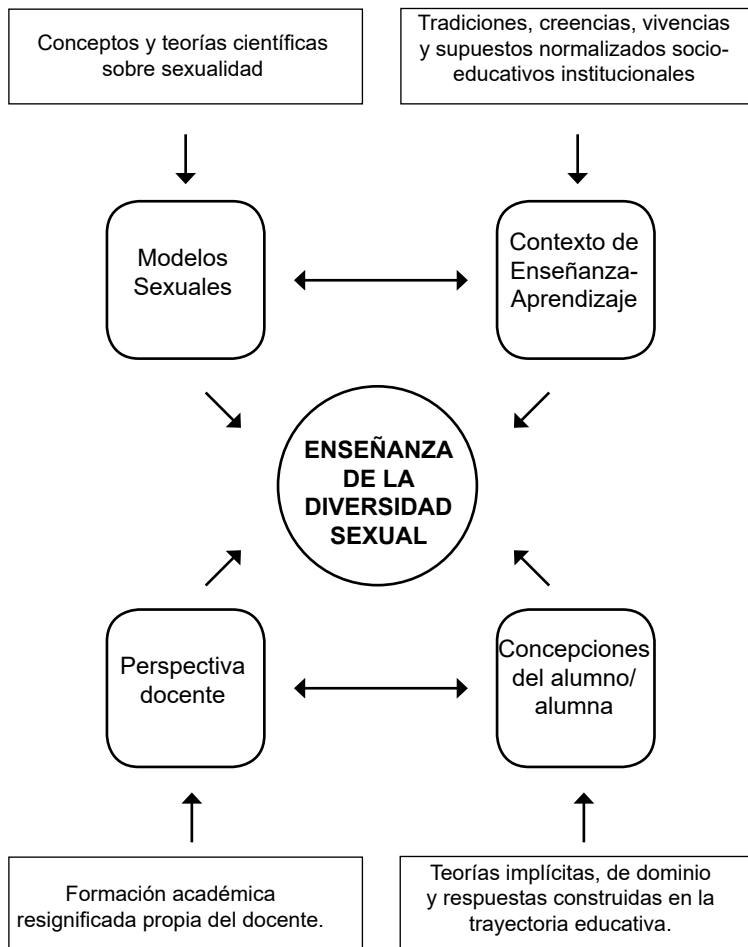 Conceptos y teorías científicas
sobre sexualidad
Tradiciones, creencias, vivencias
y supuestos normalizados socio-
educativos institucionales
Modelos
Sexuales
Contexto de
Enseñanza-
Aprendizaje
ENSEÑANZA
DE LA
DIVERSIDAD
SEXUAL
Perspectiva
docente
Concepciones
del alumno/
alumna
Formación académica
resignificada propia del docente.
Teorías implícitas, de dominio
y respuestas construidas en la
trayectoria educativa.